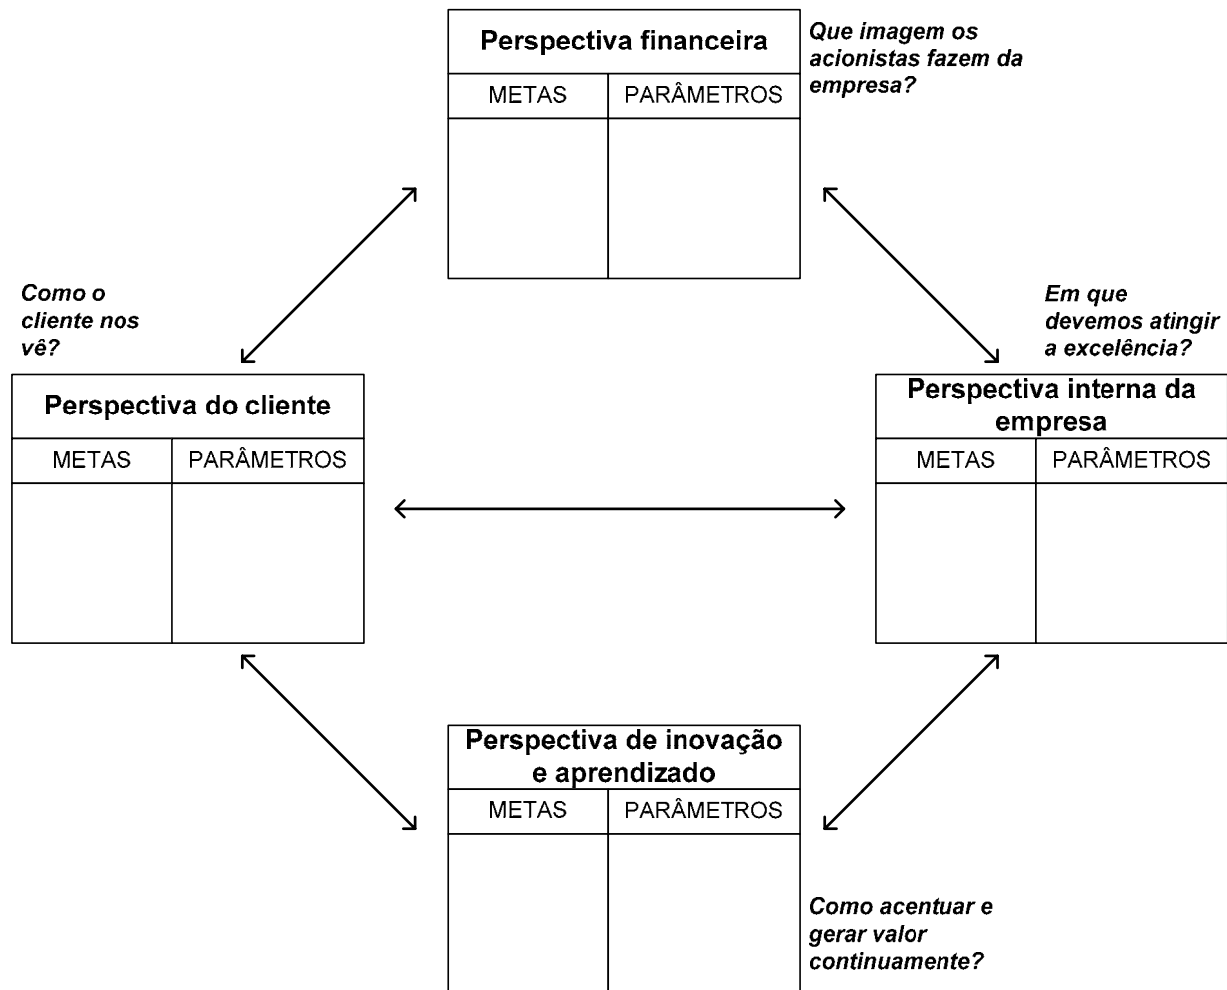 Perspectiva financeira
METAS
PARÂMETROS
Que imagem os
acionistas fazem da
empresa?
Como o
cliente nos
vê?
Perspectiva do cliente
METAS
PARÂMETROS
Em que
devemos atingir
a excelência?
Perspectiva interna da
empresa
METAS
PARÂMETROS
Perspectiva de inovação
e aprendizado
METAS
PARÂMETROS
Como acentuar e
gerar valor
continuamente?